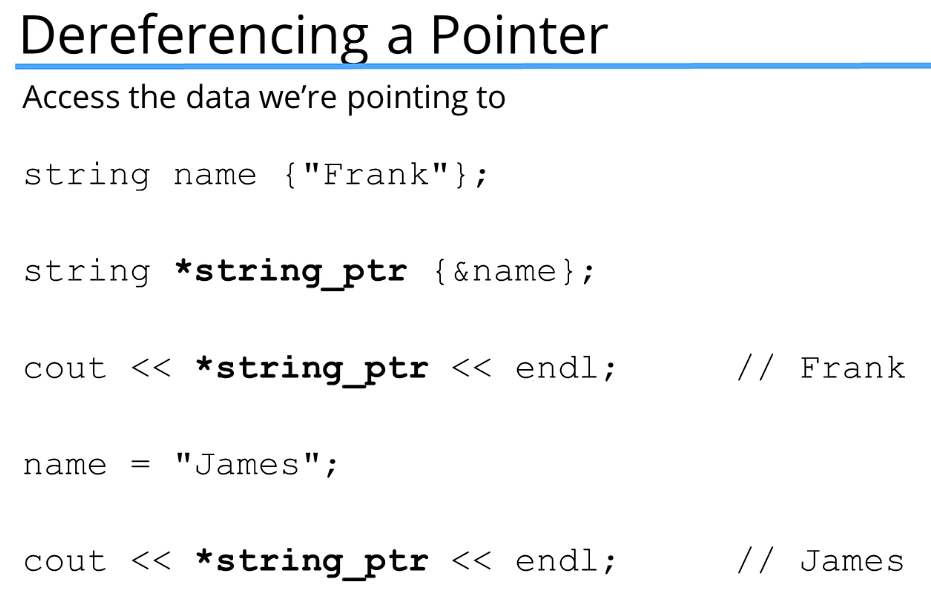 Dereferencing a Pointer
Access the data we’re pointing to
string name {"Frank"};
string *string_ptr {&name};
cout << *string_ptr << endl; // Frank
name = "James";
cout << *string_ptr << endl; // James